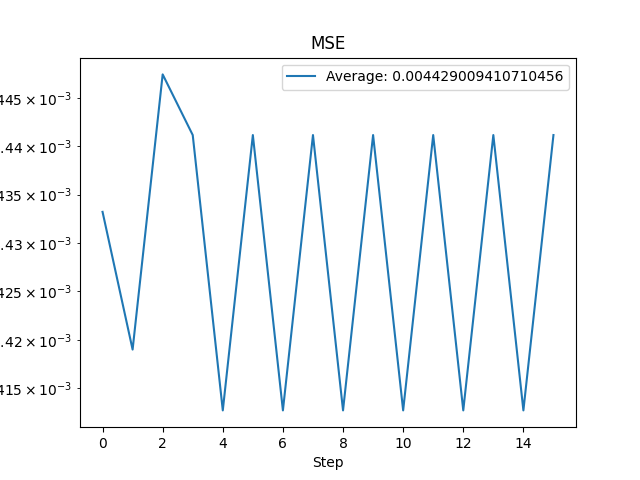 MSE
Average: 0.004429009410710456
445 × 10⁻³
.44 × 10⁻³
435 × 10⁻³
.43 × 10⁻³
425 × 10⁻³
.42 × 10⁻³
415 × 10⁻³
0 2 4 6 8 10 12 14
Step